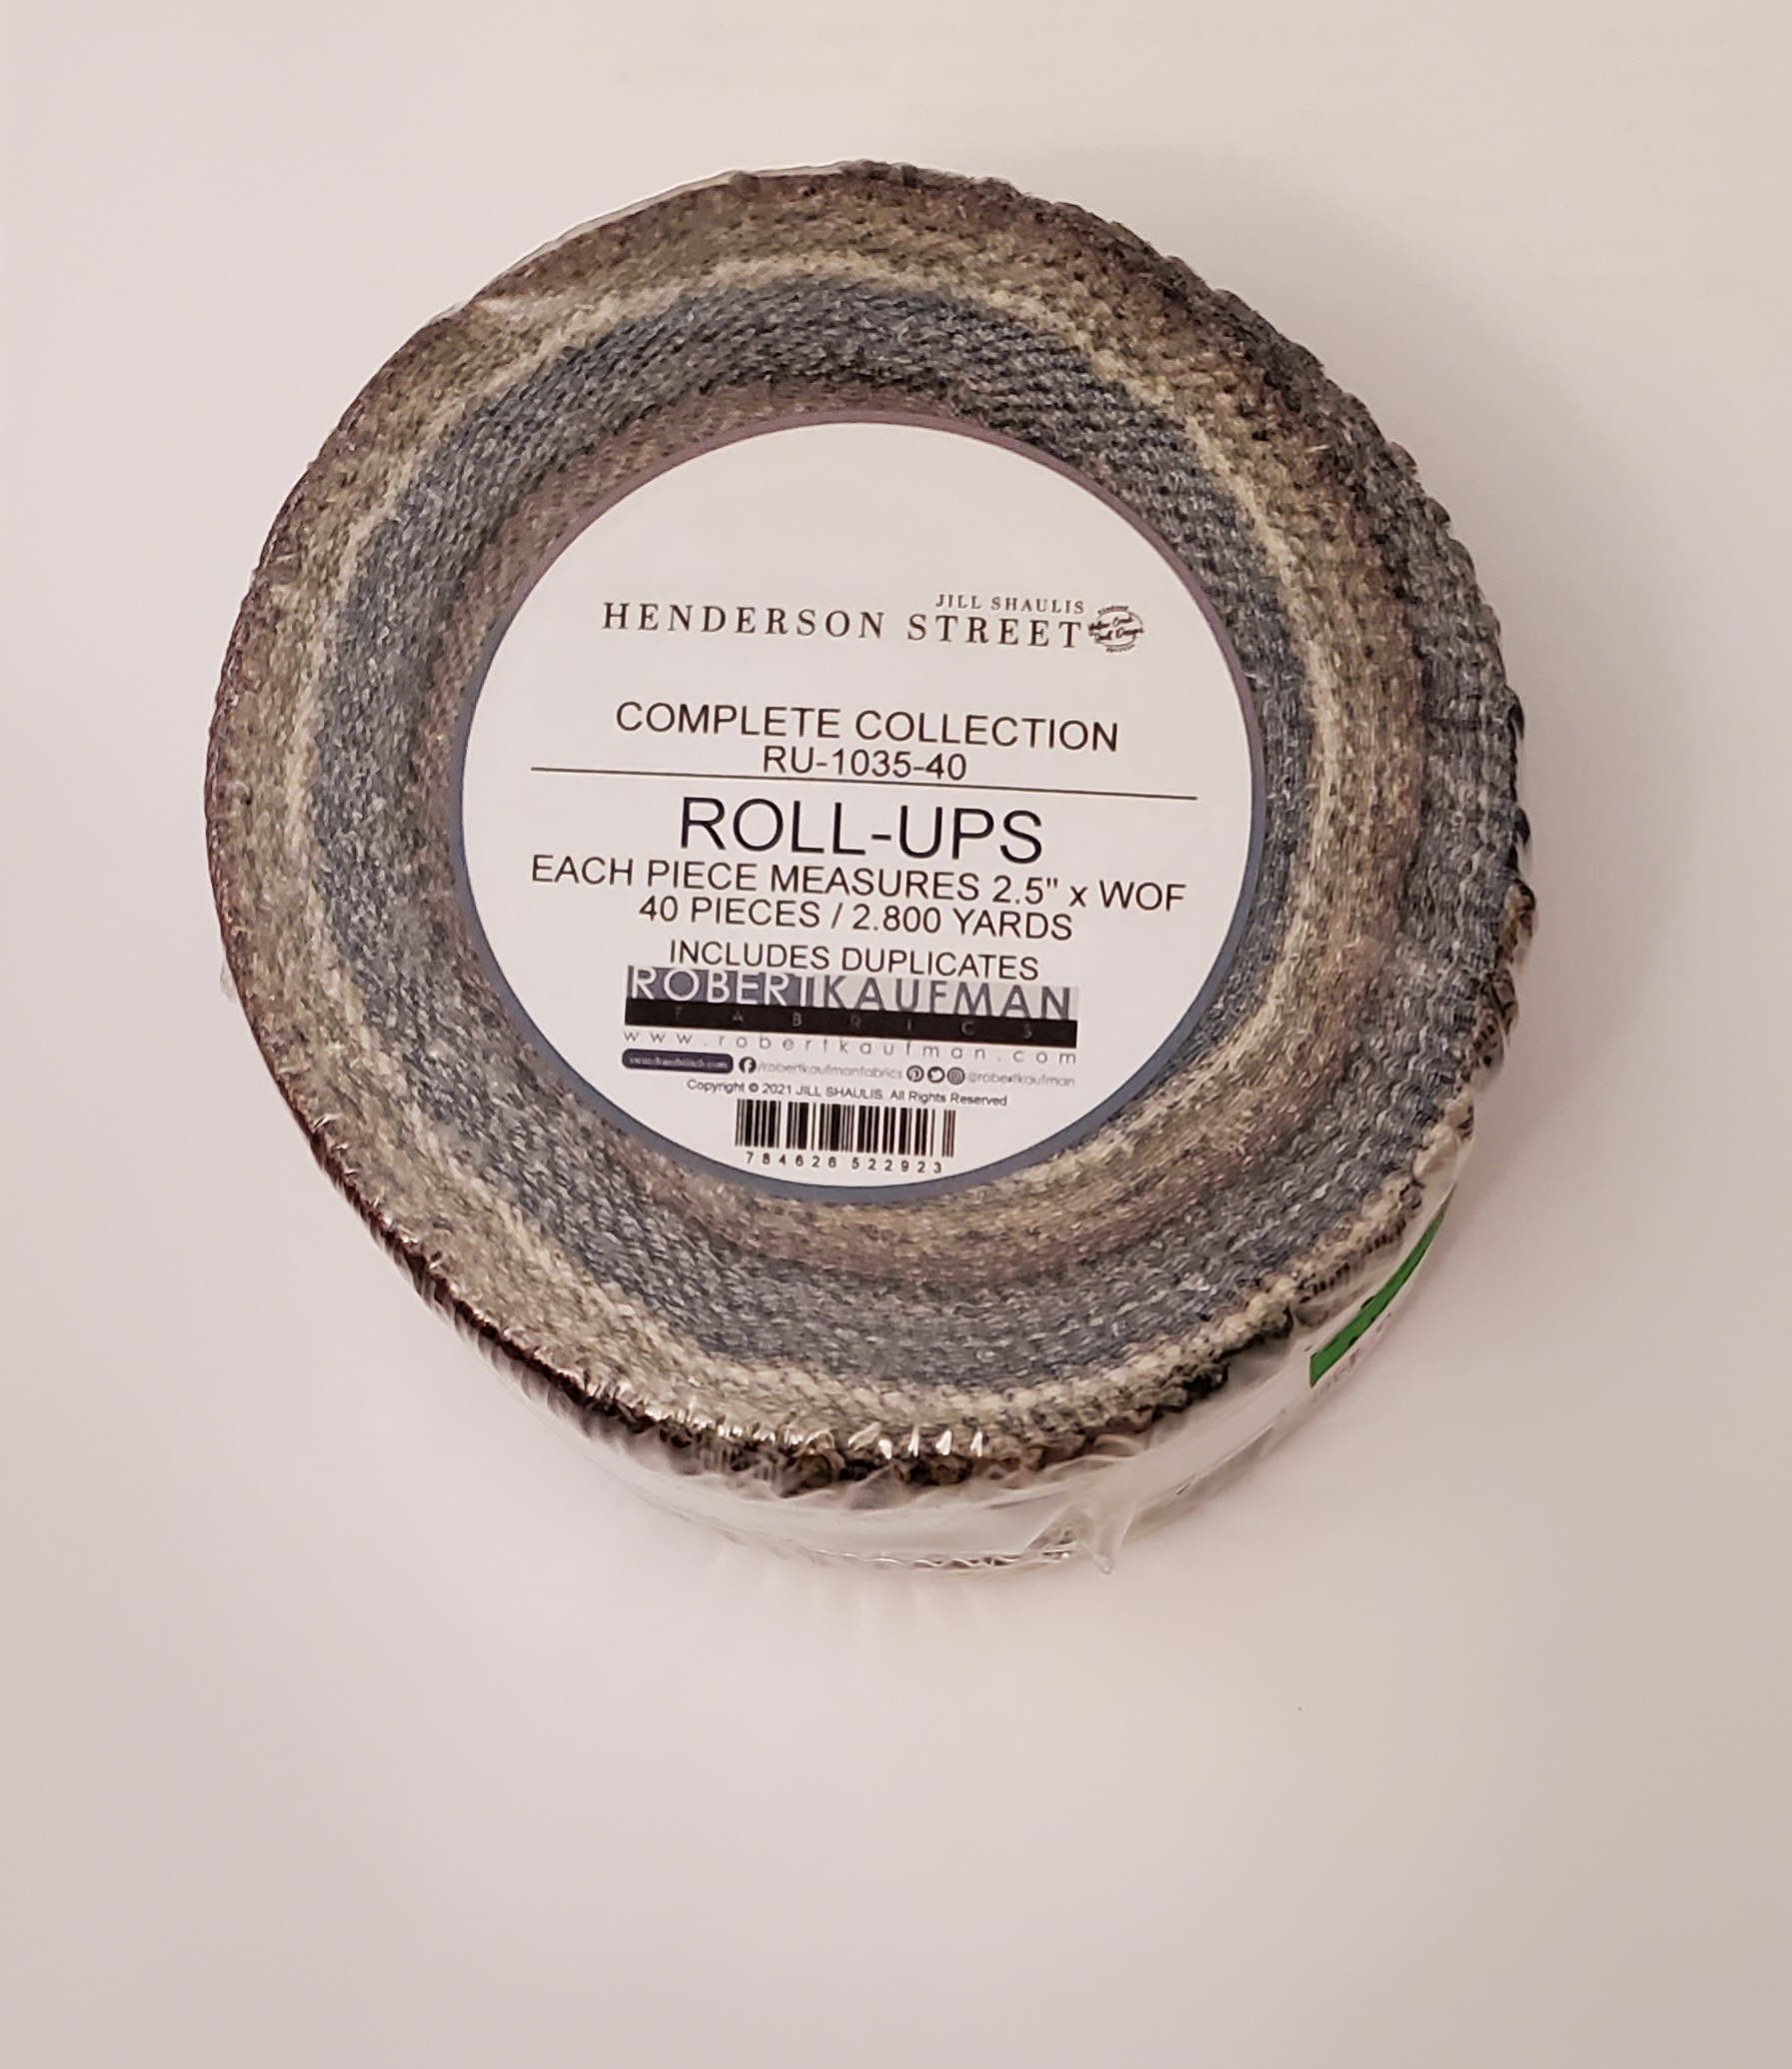 JILL SHAULIS
HENDERSON STREET
COMPLETE COLLECTION
RU-1035-40
ROLL-UPS
EACH PIECE MEASURES 2.5" x WOF
40 PIECES / 2.800 YARDS
INCLUDES DUPLICATES
ROBERTKAUFMAN
FABRICS
www.robertkaufman.com
/robertkaufmanfabrics @robertkaufman
Copyright © 2021 JILL SHAULIS. All Rights Reserved
784626522923